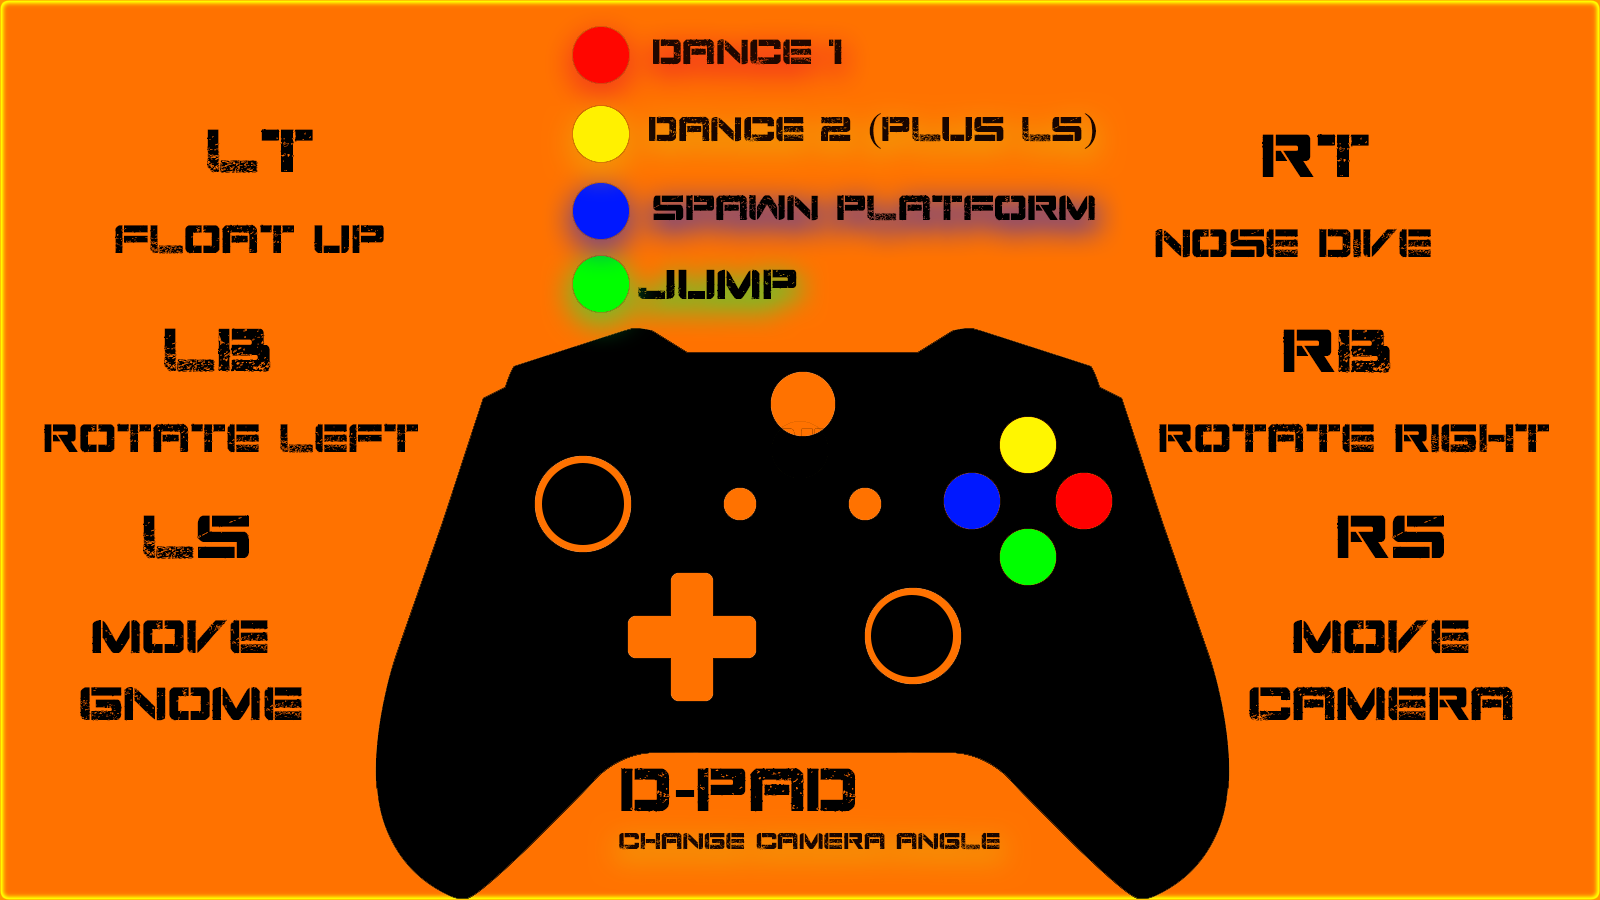 DANCE 1
DANCE 2 (PLUS LS)
SPAWN PLATFORM
JUMP
LT
FLOAT UP
LB
ROTATE LEFT
LS
MOVE
GNOME
RT
NOSE DIVE
RB
ROTATE RIGHT
RS
MOVE
CAMERA
D-PAD
CHANGE CAMERA ANGLE